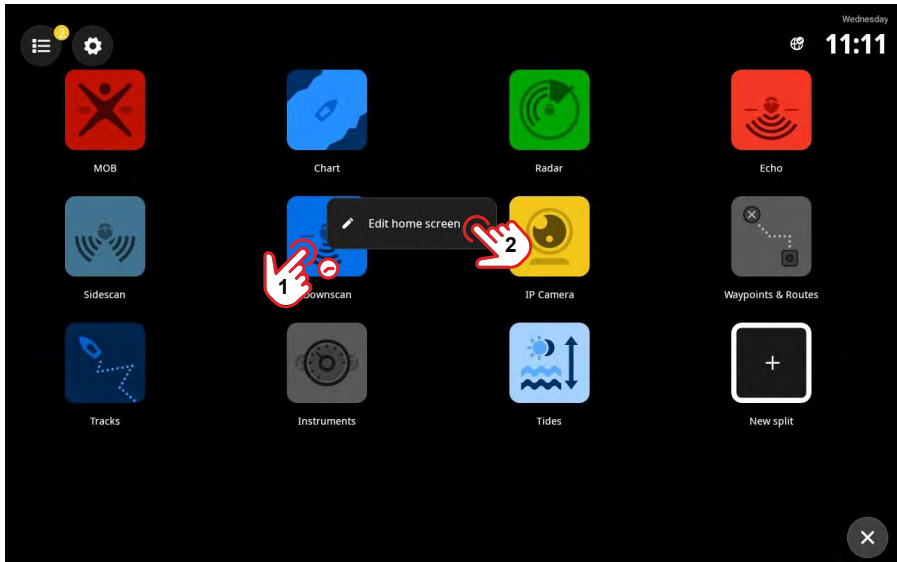 2
Wednesday
11:11
MOB
Chart
Radar
Echo
Edit home screen
1
2
Sidescan
Downscan
IP Camera
Waypoints & Routes
Tracks
Instruments
Tides
New split